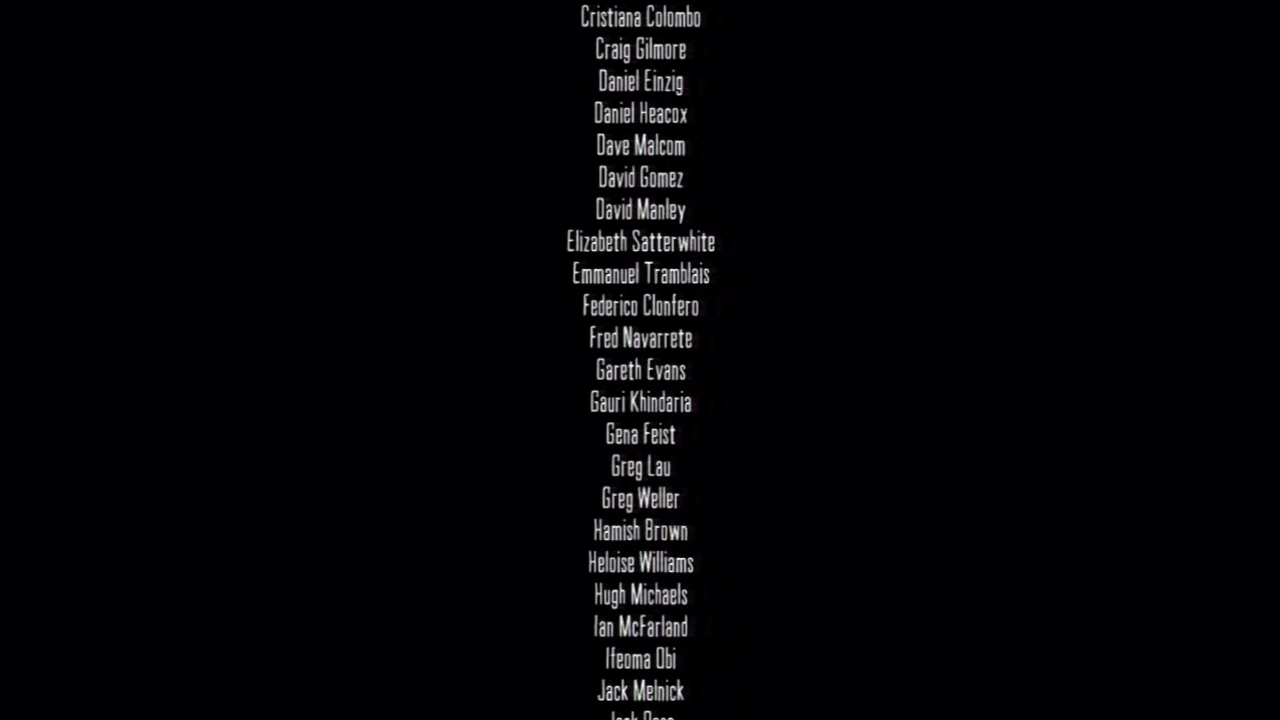 Cristiana Colombo
Craig Gilmore
Daniel Einzig
Daniel Heacox
Dave Malcom
David Gomez
David Manley
Elizabeth Satterwhite
Emmanuel Tramblais
Federico Clonfero
Fred Navarrete
Gareth Evans
Gauri Khindaria
Gena Feist
Greg Lau
Greg Weller
Hamish Brown
Heloise Williams
Hugh Michaels
Ian McFarland
Ifeoma Obi
Jack Melnick